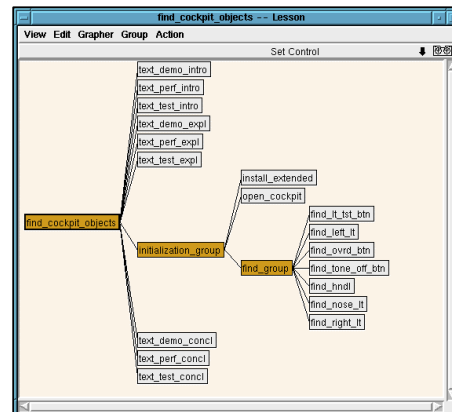 find_cockpit_objects -- Lesson
View Edit Grapher Group Action
Set Control
text_demo_intro
text_perf_intro
text_test_intro
text_demo_expl
text_perf_expl
text_test_expl
install_extended
open_cockpit
find_lt_tst_btn
find_left_lt
find_cockpit_objects
find_ovrd_btn
initialization_group
find_group
find_tone_off_btn
find_hndl
find_nose_lt
find_right_lt
text_demo_concl
text_perf_concl
text_test_concl